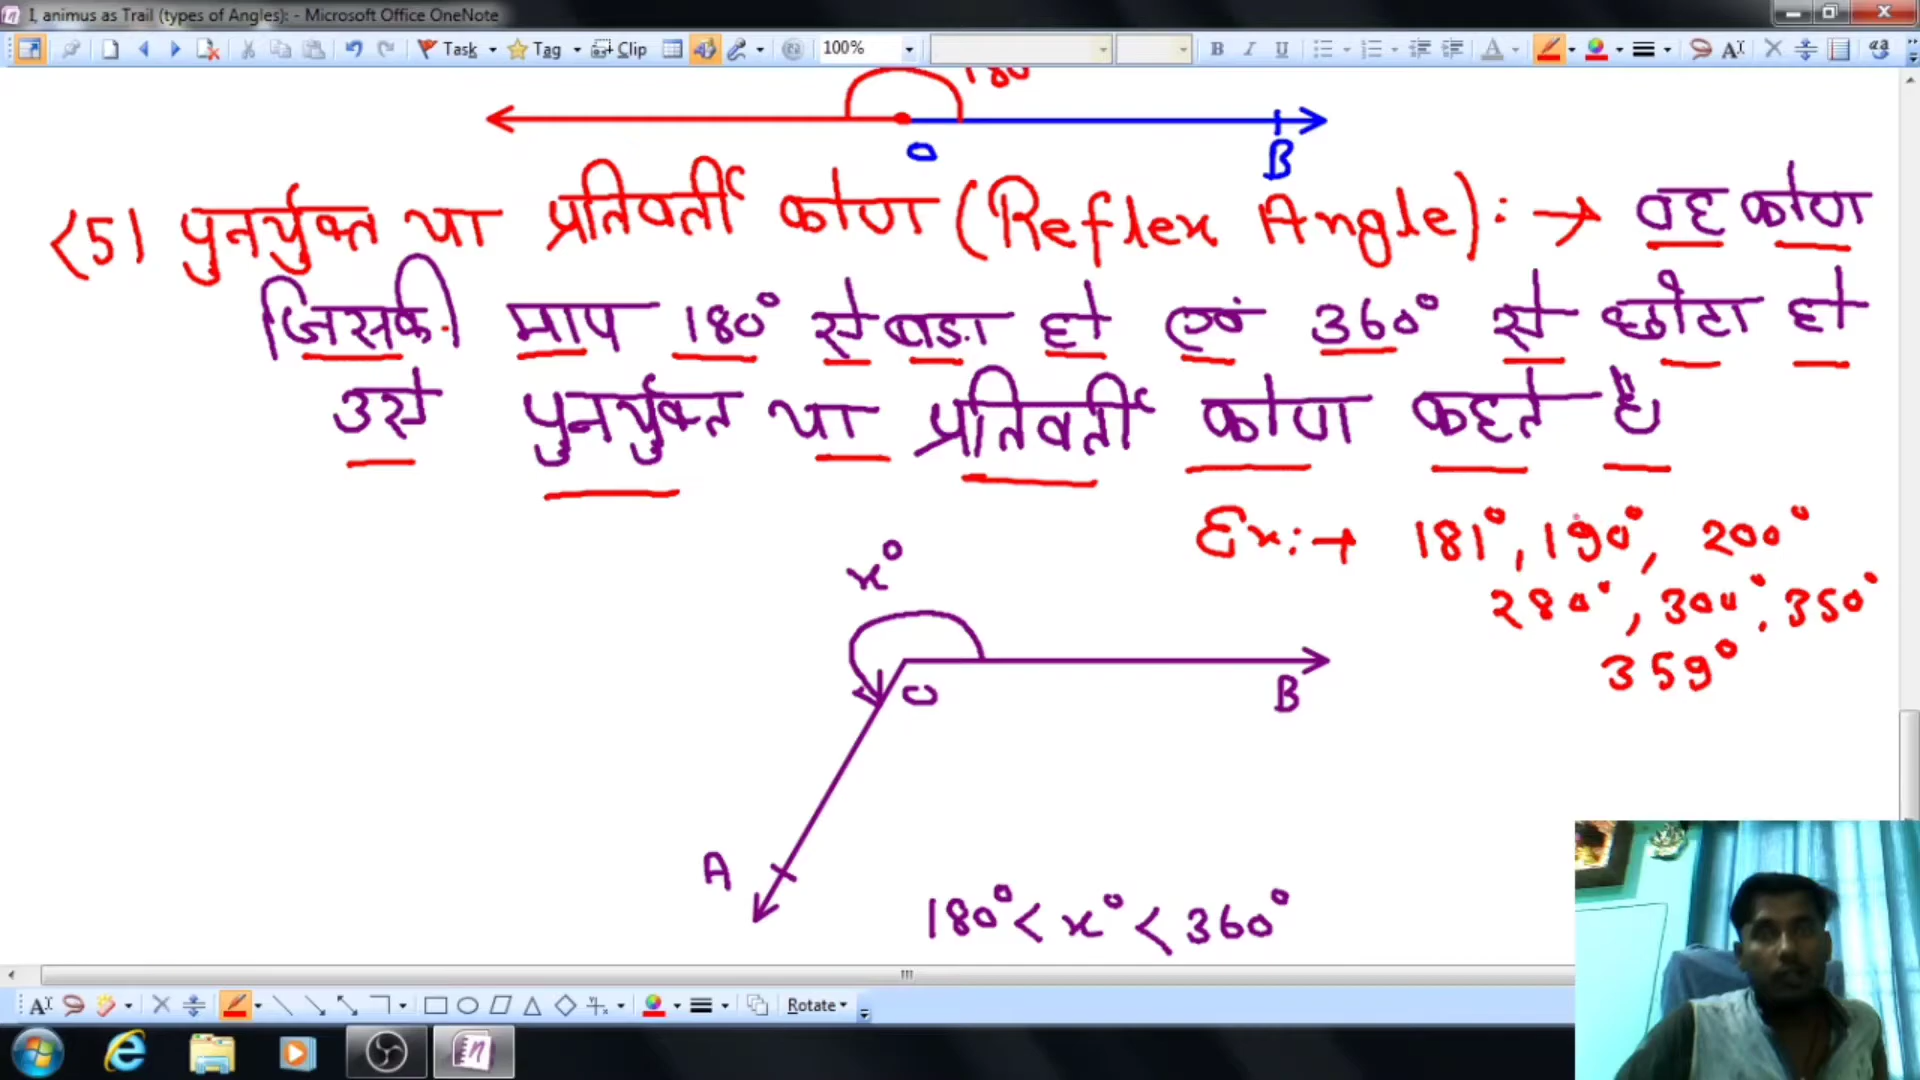 I, animus as Trail (types of Angles): - Microsoft Office OneNote
Task Tag Clip 100% B I U
180°
O B
(5) पुनर्युक्त या प्रतिवर्ती कोण (Reflex Angle) :→ वह कोण
जिसकी माप 180° से बड़ा हो एवं 360° से छोटा हो
उसे पुनर्युक्त या प्रतिवर्ती कोण कहते है
Ex:→ 181°, 190°, 200°
280°, 300°, 350°
359°
x°
O B
A
180° < x° < 360°
Rotate